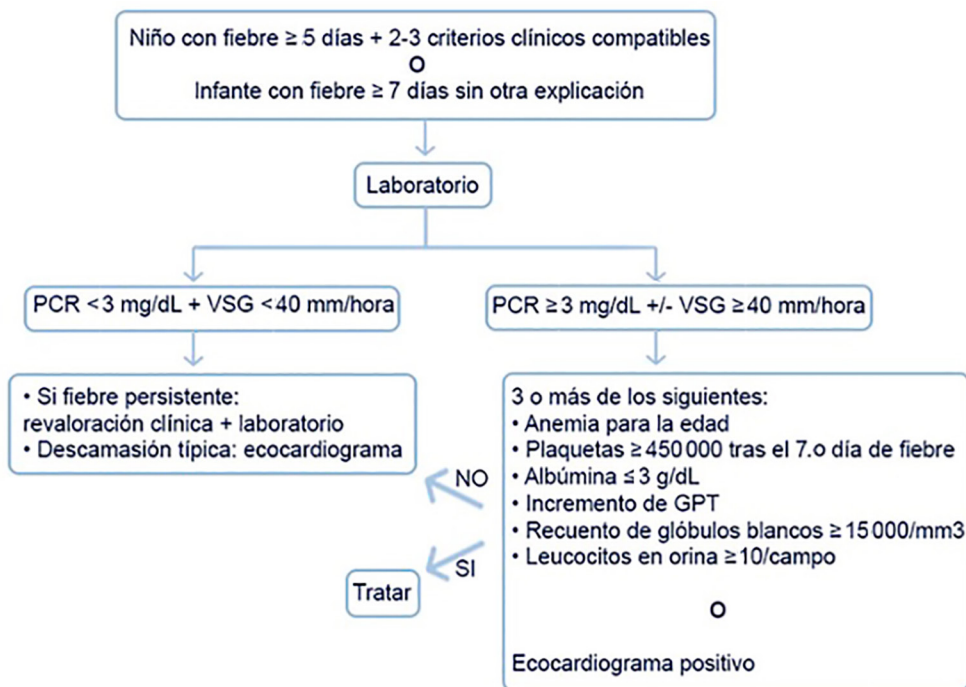 Niño con fiebre ≥ 5 días + 2-3 criterios clínicos compatibles
O
Infante con fiebre ≥ 7 días sin otra explicación
Laboratorio
PCR <3 mg/dL + VSG <40 mm/hora
PCR ≥3 mg/dL +/- VSG ≥40 mm/hora
• Si fiebre persistente:
revaloración clínica + laboratorio
• Descamasión típica: ecocardiograma
3 o más de los siguientes:
• Anemia para la edad
• Plaquetas ≥450 000 tras el 7.o día de fiebre
• Albúmina ≤3 g/dL
• Incremento de GPT
• Recuento de glóbulos blancos ≥15 000/mm3
• Leucocitos en orina ≥10/campo
O
Ecocardiograma positivo
NO
SI
Tratar